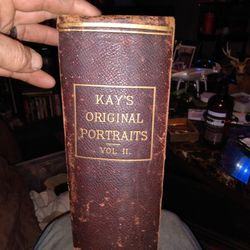 KAY'S
ORIGINAL
PORTRAITS
VOL. II.